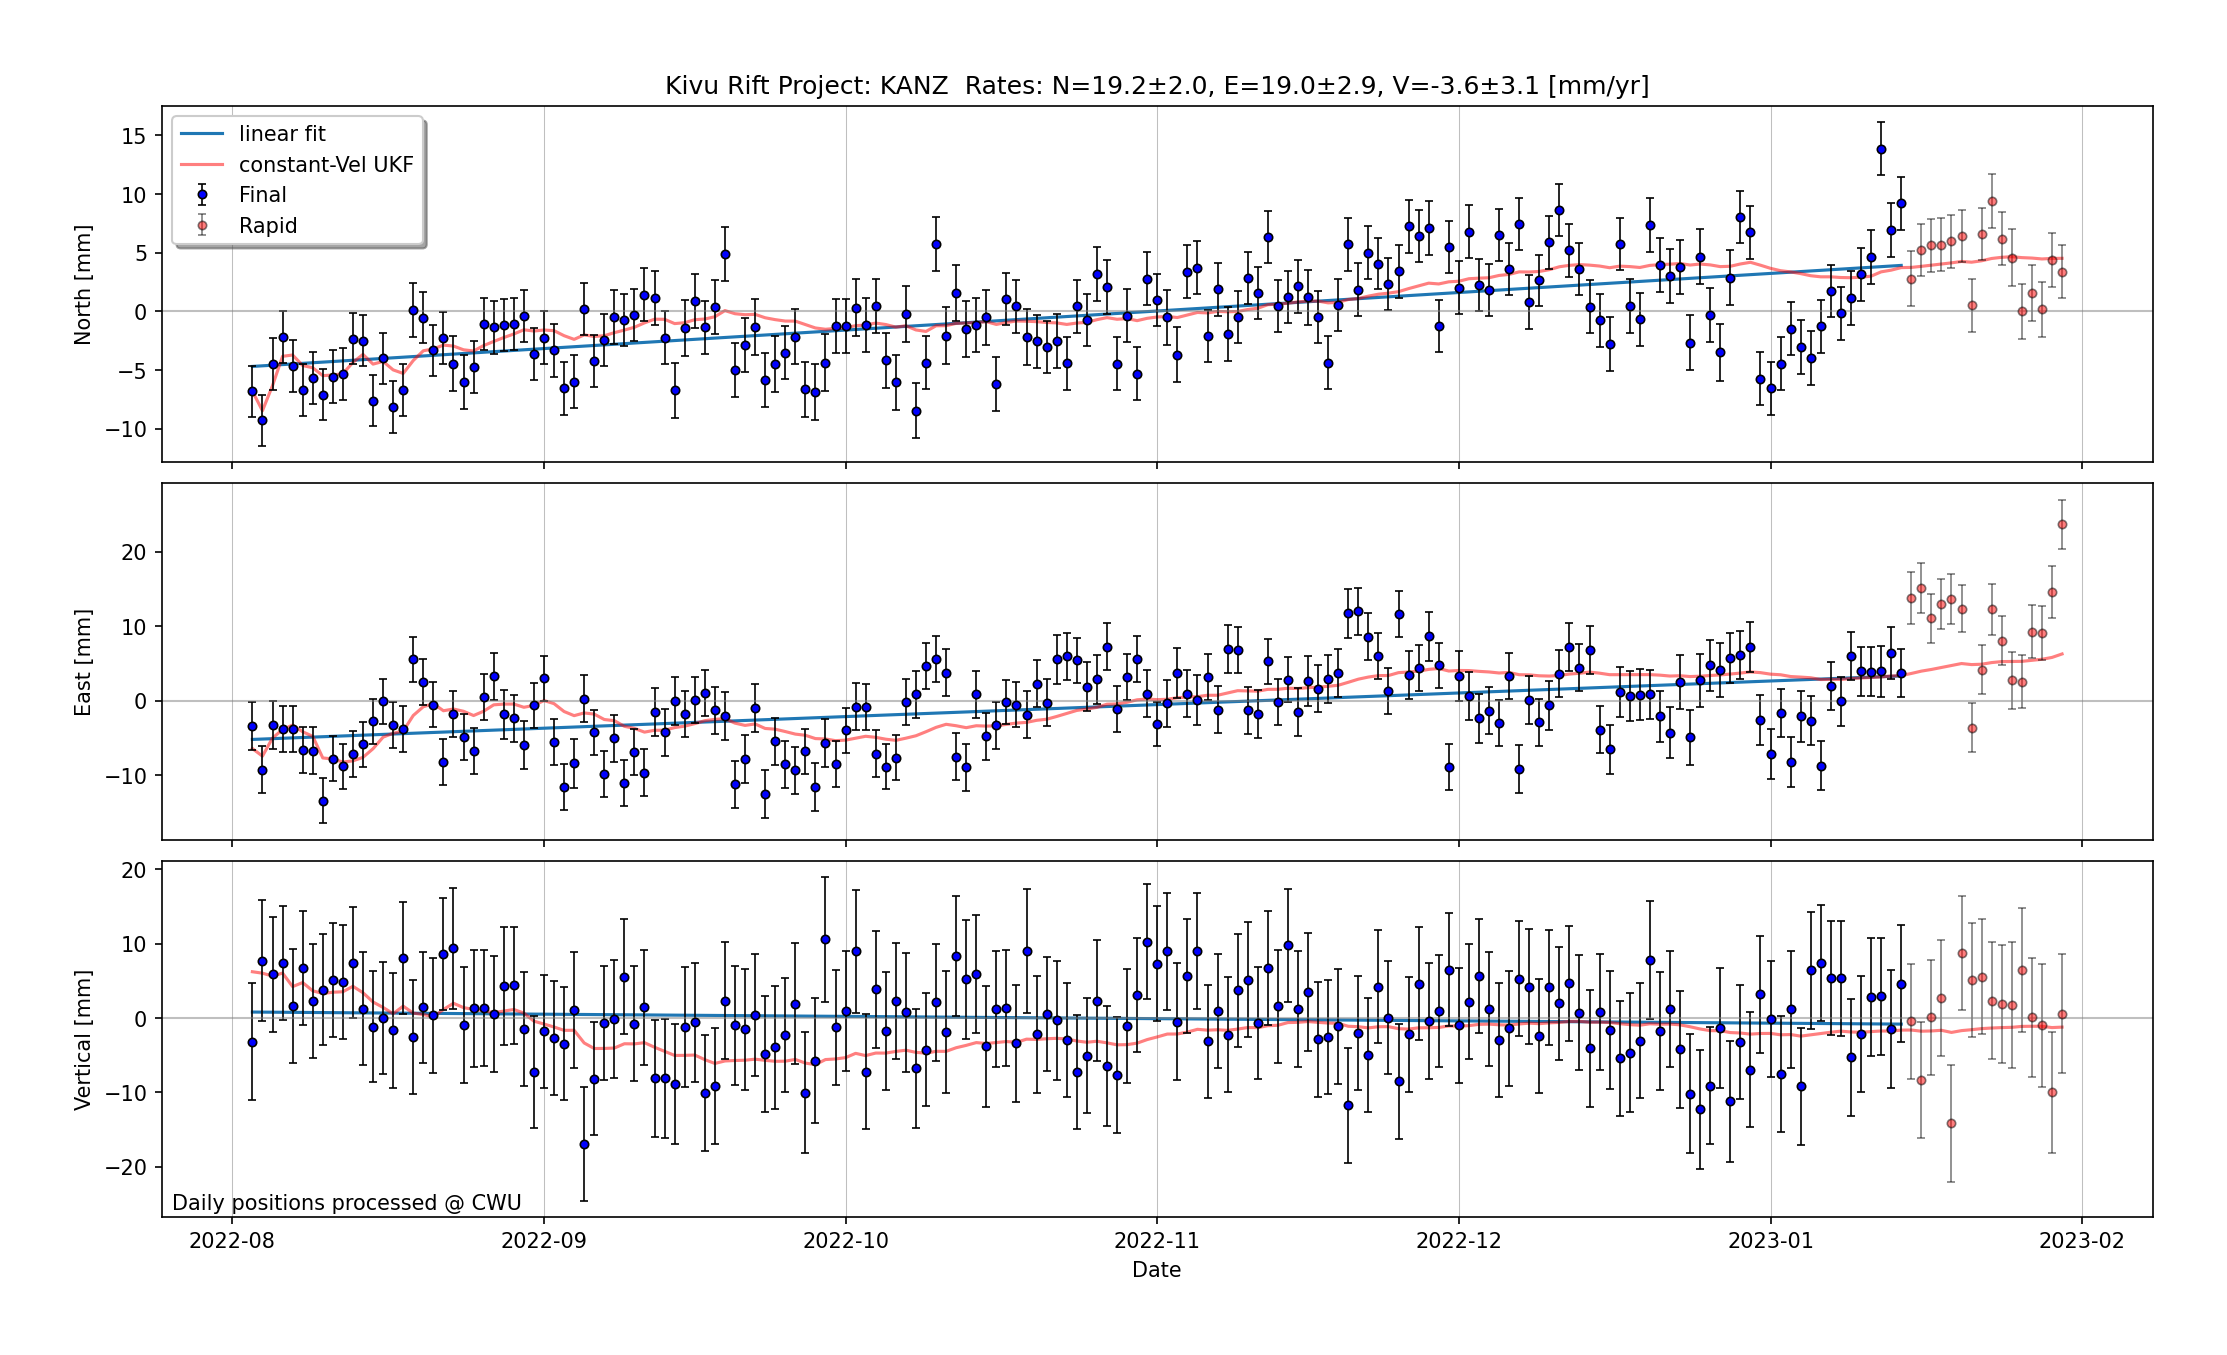 Kivu Rift Project: KANZ  Rates: N=19.2±2.0, E=19.0±2.9, V=-3.6±3.1 [mm/yr]
linear fit
constant-Vel UKF
Final
Rapid
North [mm]
15
10
5
0
−5
−10
East [mm]
20
10
0
−10
Vertical [mm]
20
10
0
−10
−20
Daily positions processed @ CWU
2022-08 2022-09 2022-10 2022-11 2022-12 2023-01 2023-02
Date